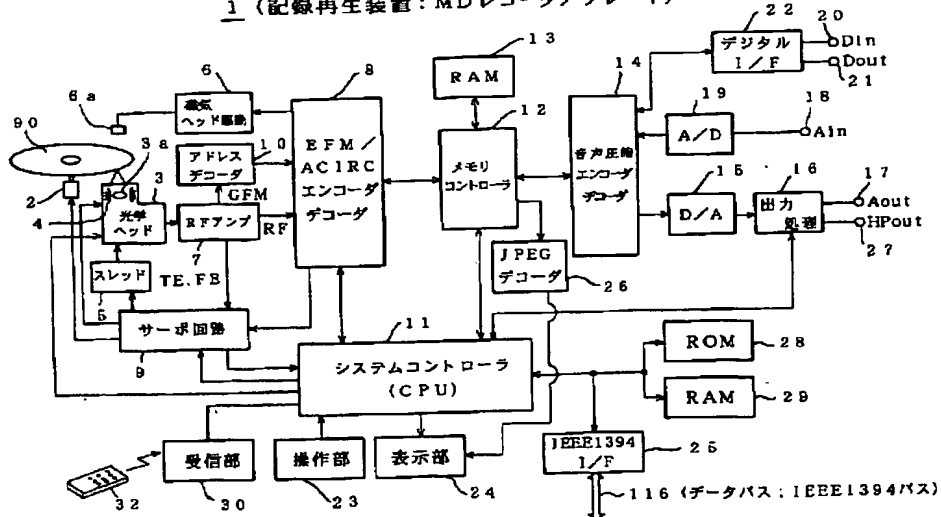 1 (記録再生装置:MDレコーダ/プレーヤ)
22
20
デジタル
I/F
Din
Dout
21
13
RAM
14
19
18
A/D
Ain
6
8
12
6a
磁気
ヘッド駆動
90
3a
10
アドレス
デコーダ
EFM/
ACIRC
エンコーダ
デコーダ
メモリ
コントローラ
音声圧縮
エンコーダ
デコーダ
15
16
17
D/A
出力
処理
Aout
HPout
27
2
3
4
光学
ヘッド
GFM
RFアンプ
RF
7
JPEG
デコーダ
26
スレッド
5
TE.FE
サーボ回路
9
11
システムコントローラ
(CPU)
ROM
28
RAM
29
受信部
操作部
表示部
IEEE1394
I/F
25
32
30
23
24
116 (データバス:IEEE1394バス)